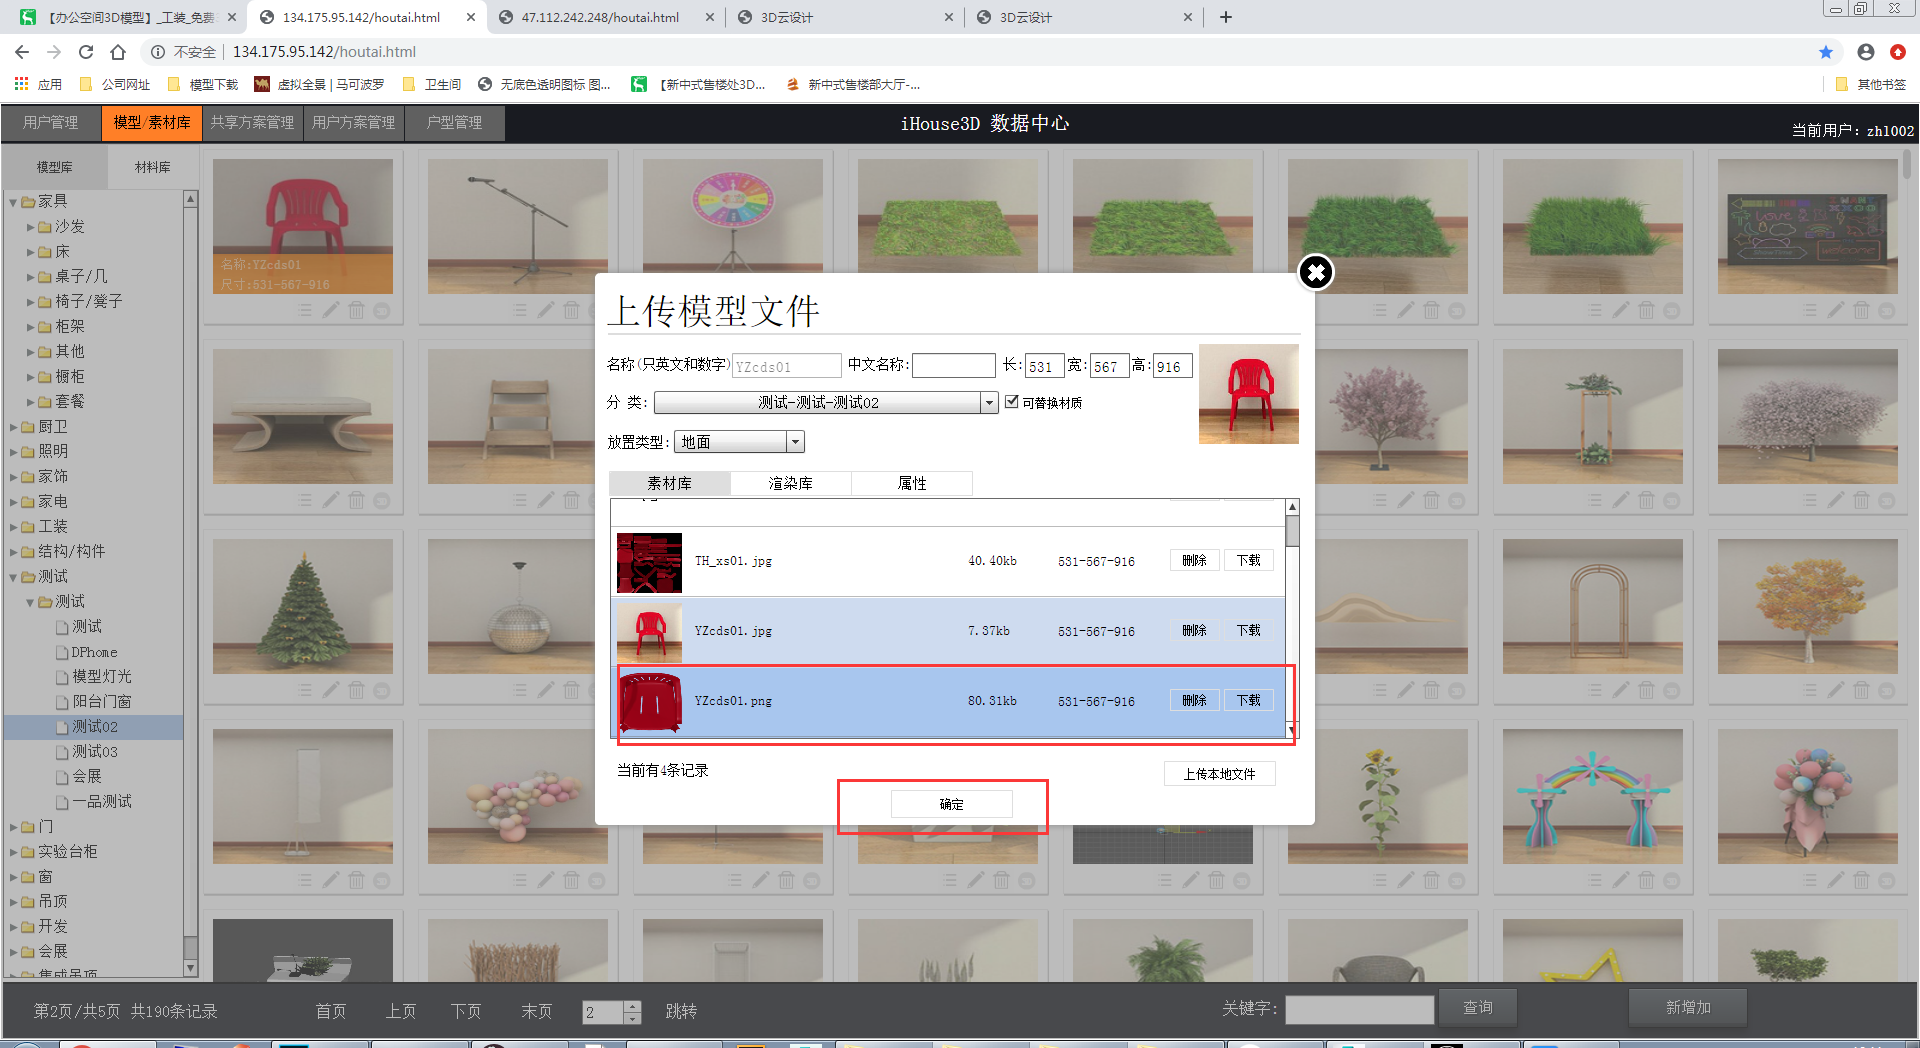 【办公空间3D模型】_工装_免费
134.175.95.142/houtai.html
47.112.242.248/houtai.html
3D云设计
3D云设计
不安全 134.175.95.142/houtai.html
应用
公司网址
模型下载
虚拟全景 | 马可波罗
卫生间
无底色透明图标 图...
【新中式售楼处3D...
新中式售楼部大厅-...
其他书签
用户管理
模型/素材库
共享方案管理
用户方案管理
户型管理
iHouse3D 数据中心
当前用户: zhl002
模型库
材料库
家具
沙发
床
桌子/几
椅子/凳子
柜架
其他
橱柜
套餐
厨卫
照明
家饰
家电
工装
结构/构件
测试
测试
测试
DPhome
模型灯光
阳台门窗
测试02
测试03
会展
一品测试
门
实验台柜
窗
吊顶
开发
会展
集成吊顶
名称:YZcds01
尺寸:531-567-916
上传模型文件
名称(只英文和数字) YZcds01 中文名称: 长: 531 宽: 567 高: 916
分 类: 测试-测试-测试02 可替换材质
放置类型: 地面
素材库 渲染库 属性
TH_xs01.jpg 40.40kb 531-567-916 删除 下载
YZcds01.jpg 7.37kb 531-567-916 删除 下载
YZcds01.png 80.31kb 531-567-916 删除 下载
当前有4条记录
上传本地文件
确定
第2页/共5页 共190条记录
首页
上页
下页
末页
2
跳转
关键字:
查询
新增加